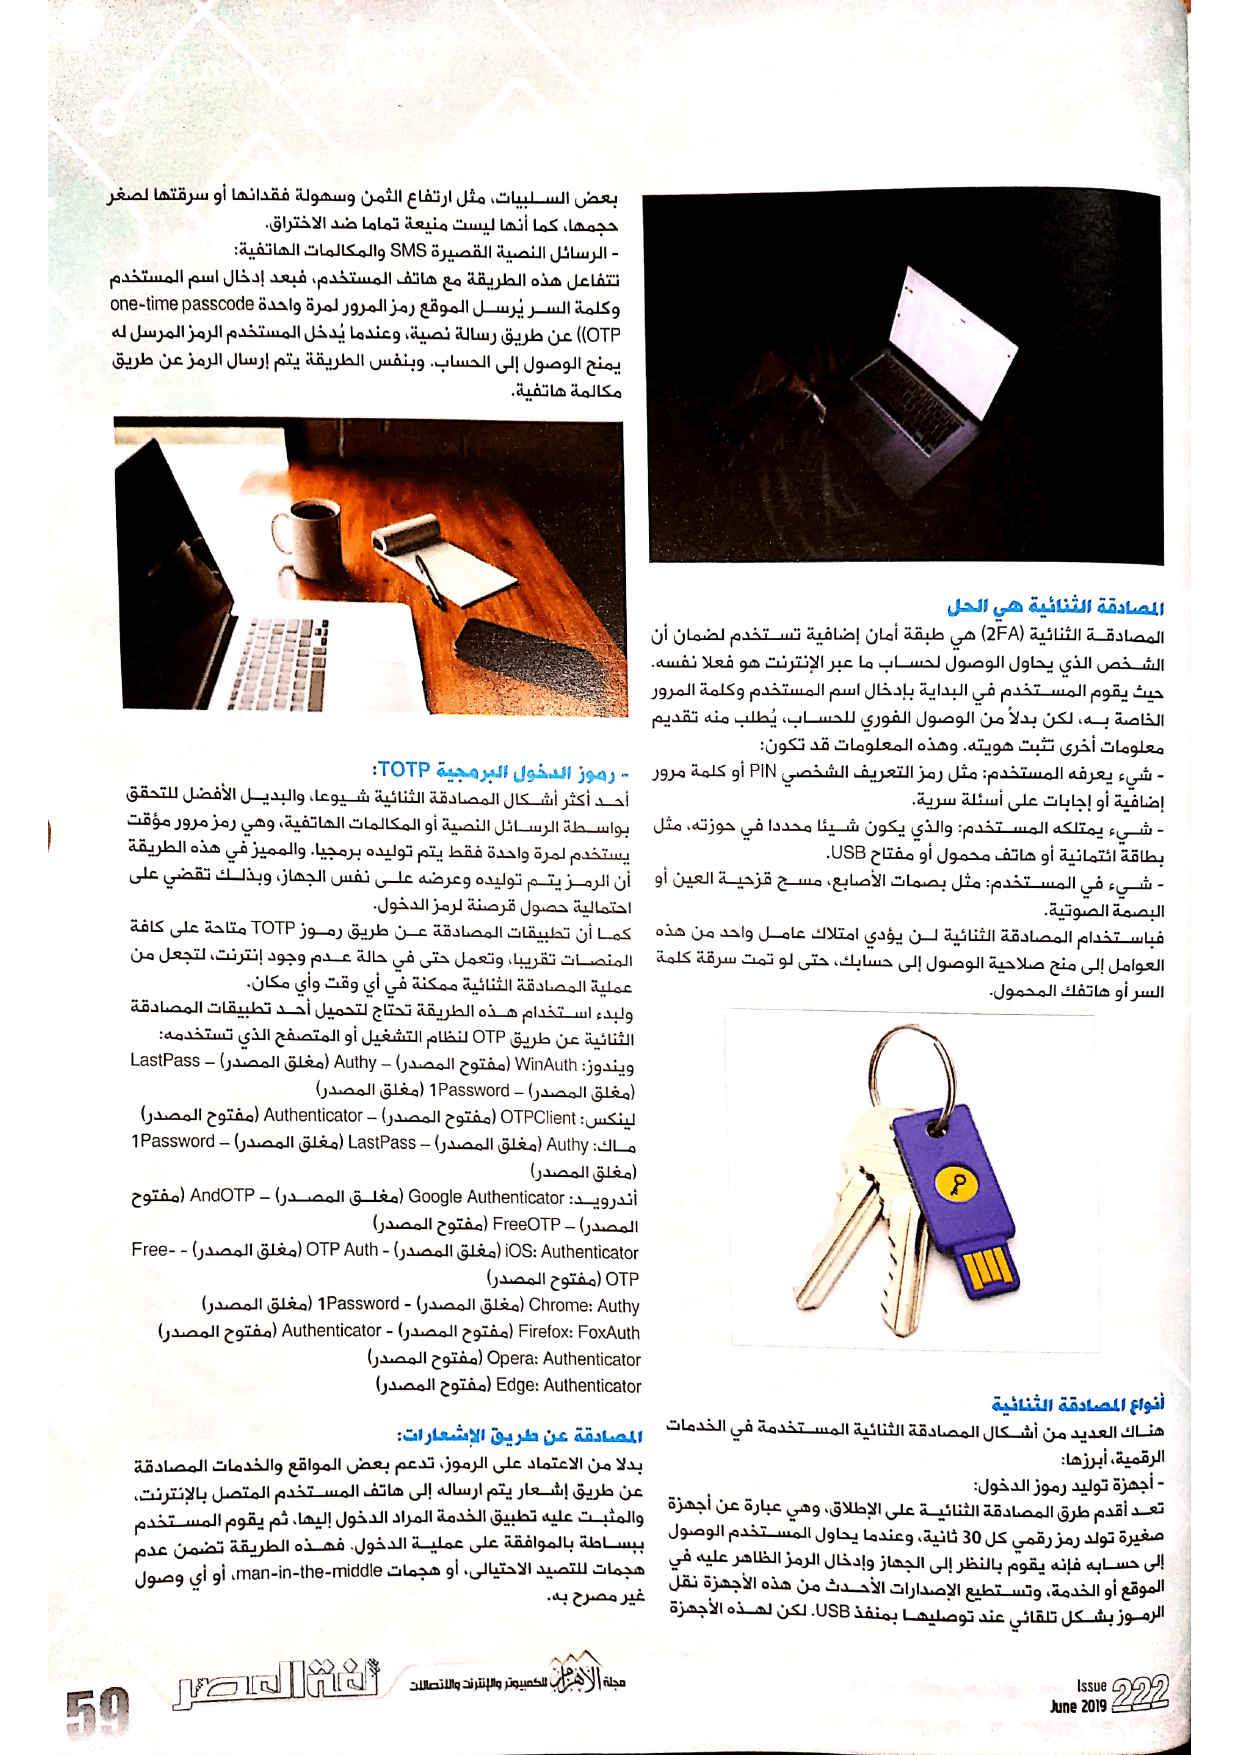 المصادقة الثنائية هي الحل
المصادقة الثنائية (2FA) هي طبقة أمان إضافية تستخدم لضمان أن
الشخص الذي يحاول الوصول لحساب ما عبر الإنترنت هو فعلا نفسه.
حيث يقوم المستخدم في البداية بإدخال اسم المستخدم وكلمة المرور
الخاصة به، لكن بدلاً من الوصول الفوري للحساب، يُطلب منه تقديم
معلومات أخرى تثبت هويته. وهذه المعلومات قد تكون:
- شيء يعرفه المستخدم: مثل رمز التعريف الشخصي PIN أو كلمة مرور
إضافية أو إجابات على أسئلة سرية.
- شيء يمتلكه المستخدم: والذي يكون شيئا محددا في حوزته، مثل
بطاقة ائتمانية أو هاتف محمول أو مفتاح USB.
- شيء في المستخدم: مثل بصمات الأصابع، مسح قزحية العين أو
البصمة الصوتية.
فباستخدام المصادقة الثنائية لن يؤدي امتلاك عامل واحد من هذه
العوامل إلى منح صلاحية الوصول إلى حسابك، حتى لو تمت سرقة كلمة
السر أو هاتفك المحمول.
أنواع المصادقة الثنائية
هناك العديد من أشكال المصادقة الثنائية المستخدمة في الخدمات
الرقمية، أبرزها:
- أجهزة توليد رموز الدخول:
تعد أقدم طرق المصادقة الثنائية على الإطلاق، وهي عبارة عن أجهزة
صغيرة تولد رمز رقمي كل 30 ثانية، وعندما يحاول المستخدم الوصول
إلى حسابه فإنه يقوم بالنظر إلى الجهاز وإدخال الرمز الظاهر عليه في
الموقع أو الخدمة، وتستطيع الإصدارات الأحدث من هذه الأجهزة نقل
الرموز بشكل تلقائي عند توصيلها بمنفذ USB. لكن لهذه الأجهزة
بعض السلبيات، مثل ارتفاع الثمن وسهولة فقدانها أو سرقتها لصغر
حجمها، كما أنها ليست منيعة تماما ضد الاختراق.
- الرسائل النصية القصيرة SMS والمكالمات الهاتفية:
تتفاعل هذه الطريقة مع هاتف المستخدم، فبعد إدخال اسم المستخدم
وكلمة السر يُرسل الموقع رمز المرور لمرة واحدة one-time passcode
OTP)) عن طريق رسالة نصية، وعندما يُدخل المستخدم الرمز المرسل له
يمنح الوصول إلى الحساب. وبنفس الطريقة يتم إرسال الرمز عن طريق
مكالمة هاتفية.
- رموز الدخول البرمجية TOTP:
أحد أكثر أشكال المصادقة الثنائية شيوعا، والبديل الأفضل للتحقق
بواسطة الرسائل النصية أو المكالمات الهاتفية، وهي رمز مرور مؤقت
يستخدم لمرة واحدة فقط يتم توليده برمجيا. والمميز في هذه الطريقة
أن الرمز يتم توليده وعرضه على نفس الجهاز، وبذلك تقضي على
احتمالية حصول قرصنة لرمز الدخول.
كما أن تطبيقات المصادقة عن طريق رموز TOTP متاحة على كافة
المنصات تقريبا، وتعمل حتى في حالة عدم وجود إنترنت، لتجعل من
عملية المصادقة الثنائية ممكنة في أي وقت وأي مكان.
ولبدء استخدام هذه الطريقة تحتاج لتحميل أحد تطبيقات المصادقة
الثنائية عن طريق OTP لنظام التشغيل أو المتصفح الذي تستخدمه:
ويندوز: WinAuth (مفتوح المصدر) – Authy (مغلق المصدر) – LastPass
(مغلق المصدر) – 1Password (مغلق المصدر)
لينكس: OTPClient (مفتوح المصدر) – Authenticator (مفتوح المصدر)
ماك: Authy (مغلق المصدر) – LastPass (مغلق المصدر) – 1Password
(مغلق المصدر)
أندرويد: Google Authenticator (مغلق المصدر) – AndOTP (مفتوح
المصدر) – FreeOTP (مفتوح المصدر)
iOS: Authenticator (مغلق المصدر) - OTP Auth (مغلق المصدر) - Free-
OTP (مفتوح المصدر)
Chrome: Authy (مغلق المصدر) - 1Password (مغلق المصدر)
Firefox: FoxAuth (مفتوح المصدر) - Authenticator (مفتوح المصدر)
Opera: Authenticator (مفتوح المصدر)
Edge: Authenticator (مفتوح المصدر)
المصادقة عن طريق الإشعارات:
بدلا من الاعتماد على الرموز، تدعم بعض المواقع والخدمات المصادقة
عن طريق إشعار يتم ارساله إلى هاتف المستخدم المتصل بالإنترنت،
والمثبت عليه تطبيق الخدمة المراد الدخول إليها، ثم يقوم المستخدم
ببساطة بالموافقة على عملية الدخول. فهذه الطريقة تضمن عدم
هجمات للتصيد الاحتيالي، أو هجمات man-in-the-middle، أو أي وصول
غير مصرح به.
Issue 222
June 2019
مجلة الأهرام للكمبيوتر والإنترنت والاتصالات
لغة العصر
59